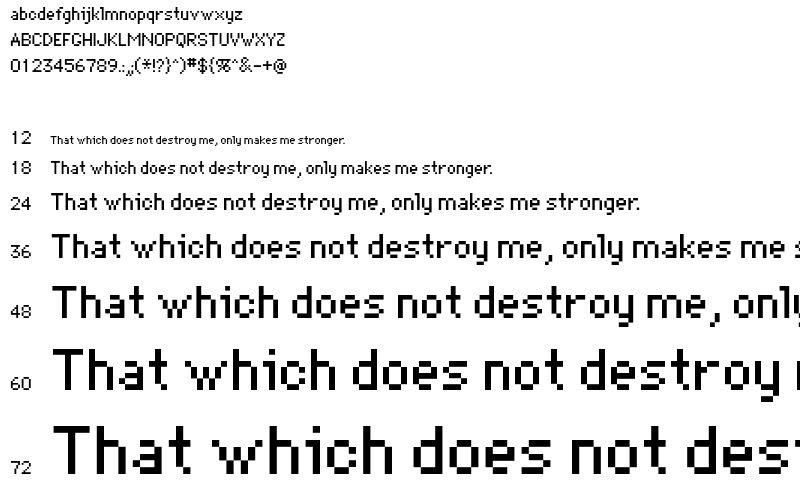 abcdefghijklmnopqrstuvwxyz
ABCDEFGHIJKLMNOPQRSTUVWXYZ
0123456789.:,;(*!?}^)#${%^&-+@
12 That which does not destroy me, only makes me stronger.
18 That which does not destroy me, only makes me stronger.
24 That which does not destroy me, only makes me stronger.
36 That which does not destroy me, only makes me s
48 That which does not destroy me, only
60 That which does not destroy
72 That which does not des